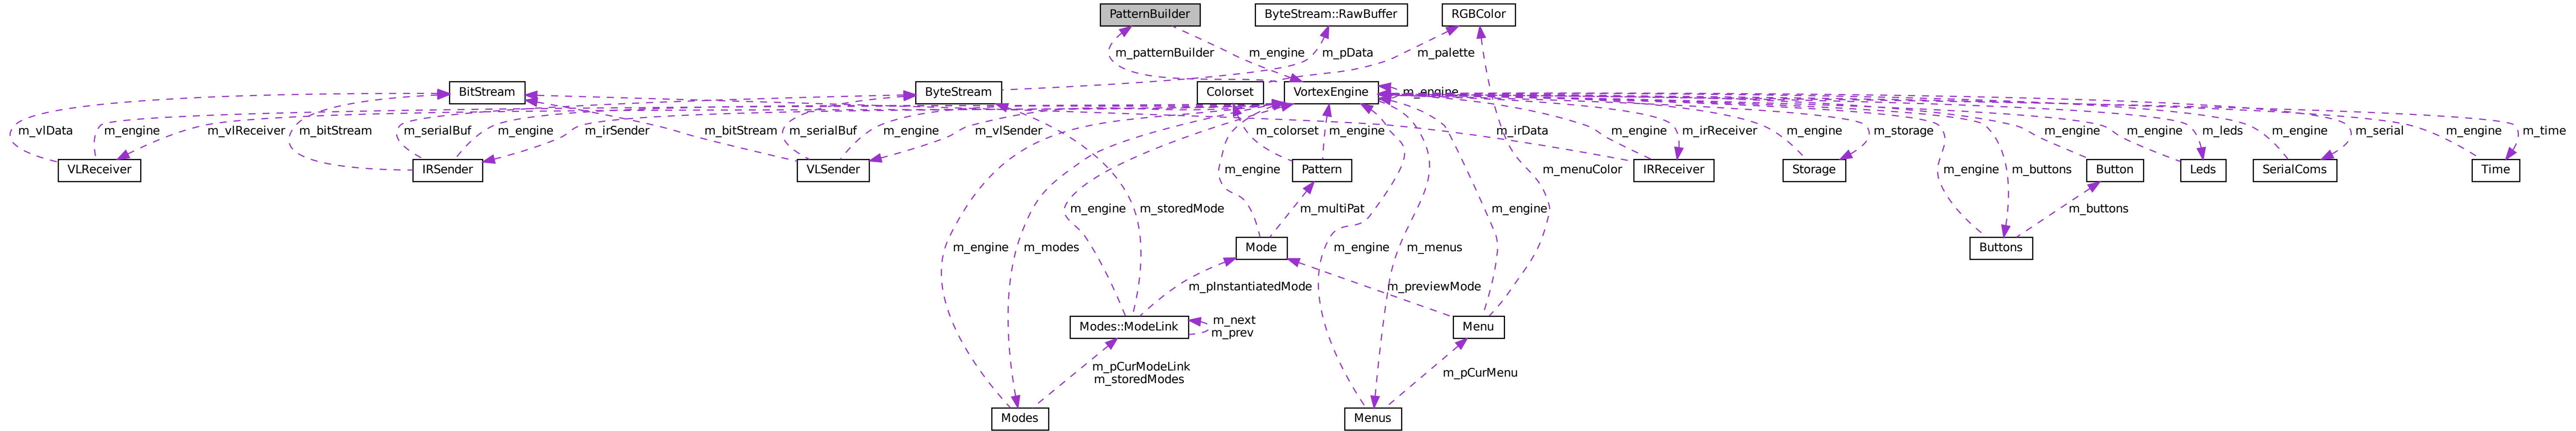 PatternBuilder
ByteStream::RawBuffer
RGBColor
m_patternBuilder
m_engine
m_pData
m_palette
BitStream
ByteStream
Colorset
VortexEngine
m_engine
m_vlData
m_engine
m_vlReceiver
m_bitStream
m_serialBuf
m_engine
m_irSender
m_bitStream
m_serialBuf
m_engine
m_vlSender
m_colorset
m_engine
m_irData
m_engine
m_irReceiver
m_engine
m_storage
m_engine
m_engine
m_leds
m_engine
m_serial
m_engine
m_time
VLReceiver
IRSender
VLSender
m_engine
Pattern
m_menuColor
IRReceiver
Storage
m_engine
m_buttons
Button
Leds
SerialComs
Time
m_engine
m_storedMode
m_multiPat
m_engine
m_buttons
m_engine
m_modes
Mode
m_engine
m_menus
Buttons
m_pInstantiatedMode
m_previewMode
Modes::ModeLink
m_next
m_prev
Menu
m_pCurModeLink
m_storedModes
m_pCurMenu
Modes
Menus